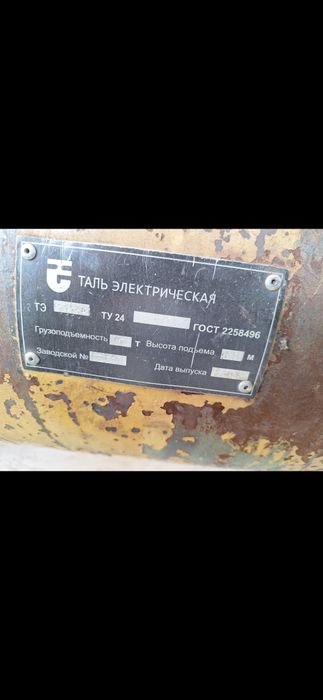 ТАЛЬ ЭЛЕКТРИЧЕСКАЯ
ТЭ ТУ 24 ГОСТ 2258496
Грузоподъемность т Высота подъема м
Заводской № Дата выпуска